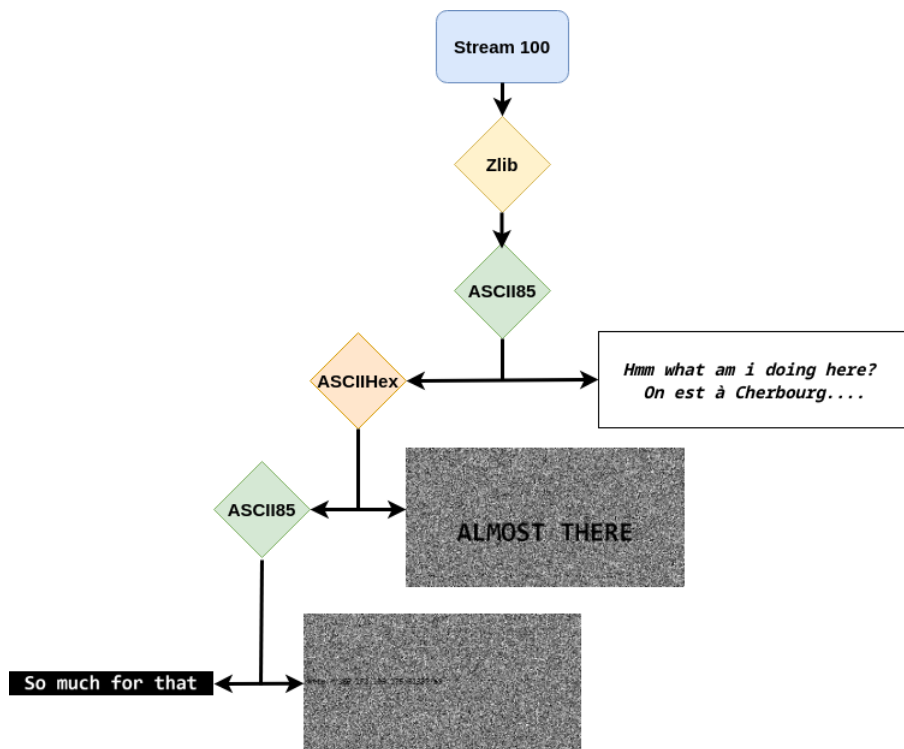 Stream 100
Zlib
ASCII85
ASCIIHex
Hmm what am i doing here?
On est à Cherbourg....
ASCII85
ALMOST THERE
So much for that